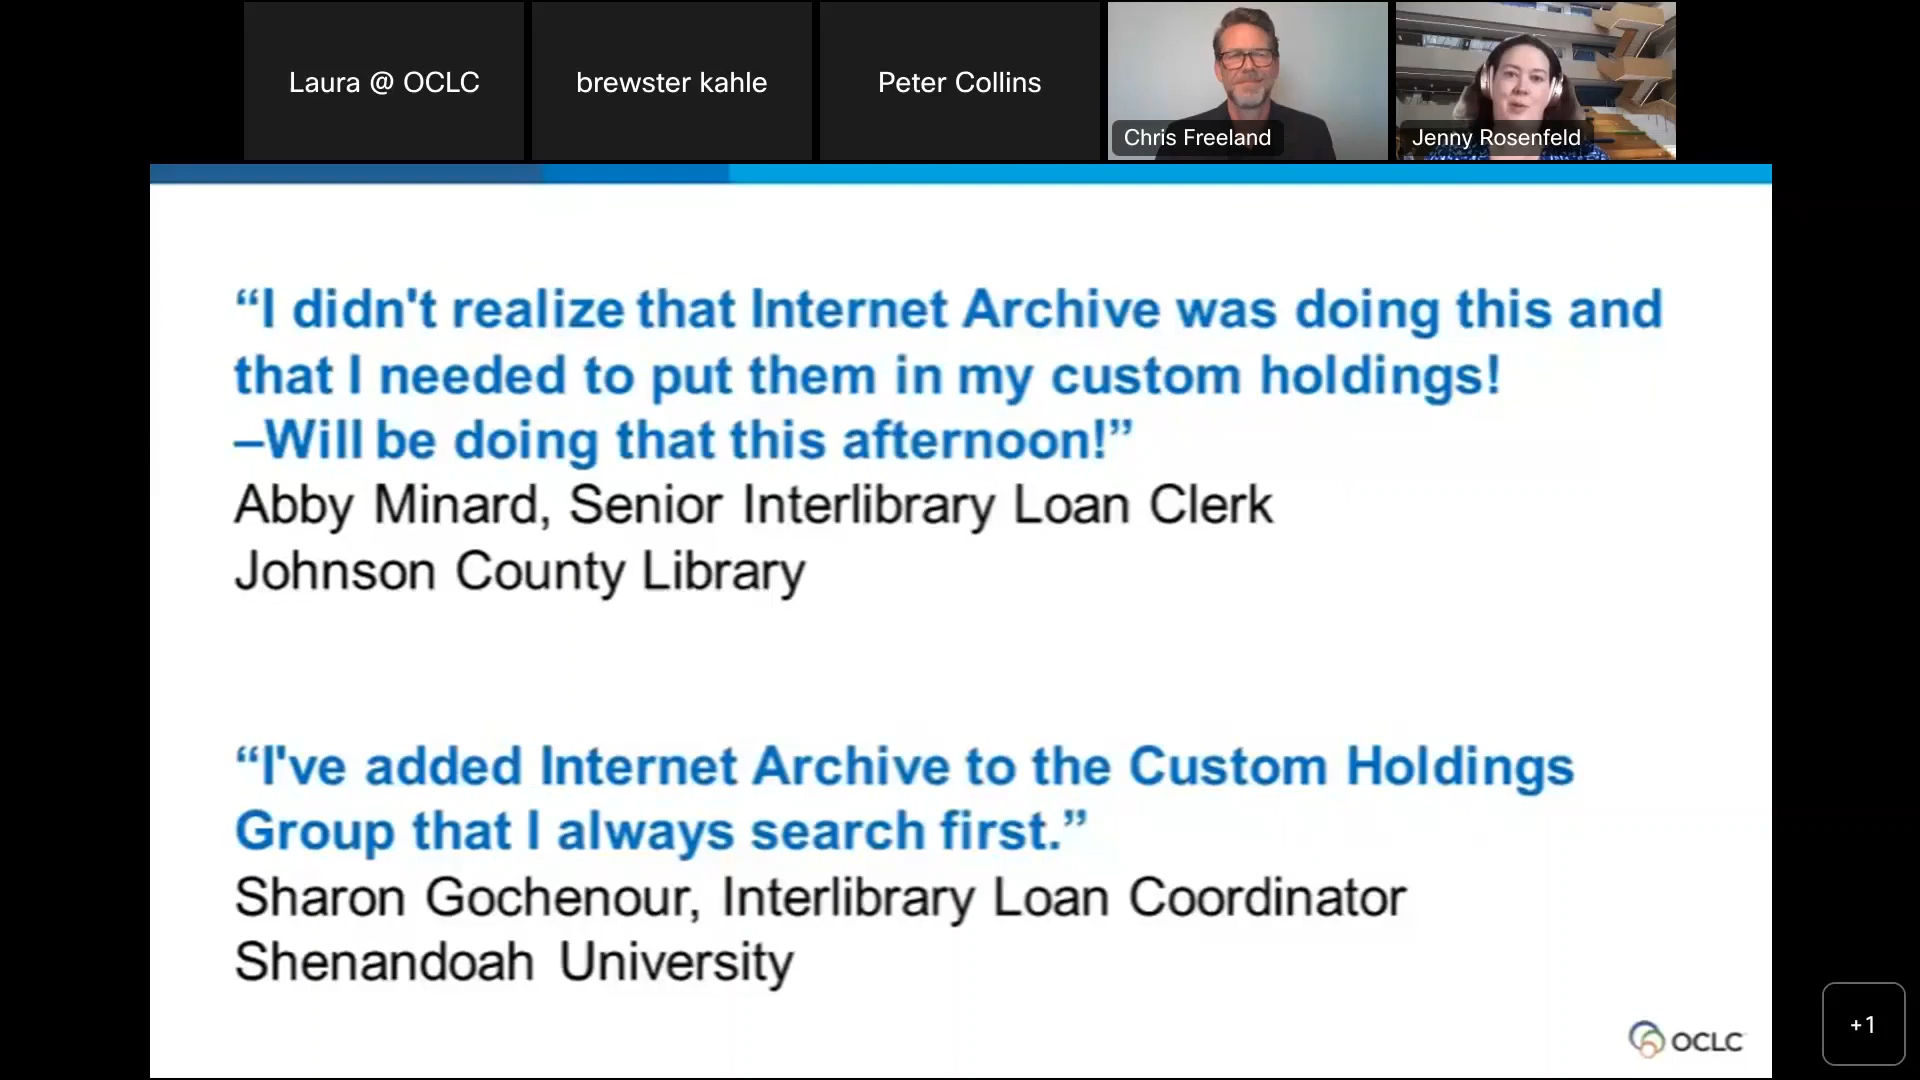 Laura @ OCLC
brewster kahle
Peter Collins
Chris Freeland
Jenny Rosenfeld
“I didn't realize that Internet Archive was doing this and
that I needed to put them in my custom holdings!
–Will be doing that this afternoon!”
Abby Minard, Senior Interlibrary Loan Clerk
Johnson County Library
“I've added Internet Archive to the Custom Holdings
Group that I always search first.”
Sharon Gochenour, Interlibrary Loan Coordinator
Shenandoah University
OCLC
+1